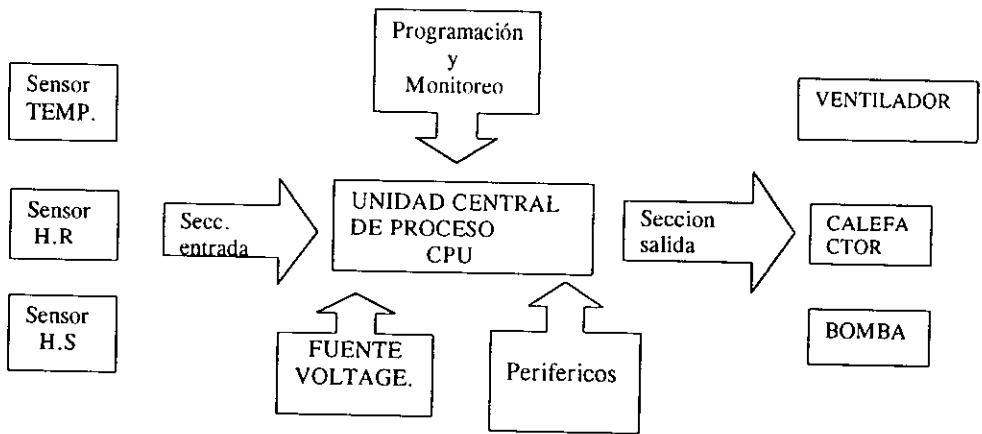 Programación
y
Monitoreo
Sensor
TEMP.
VENTILADOR
Sensor
H.R
Secc.
entrada
UNIDAD CENTRAL
DE PROCESO
CPU
Seccion
salida
CALEFA
CTOR
Sensor
H.S
FUENTE
VOLTAGE.
Perifericos
BOMBA